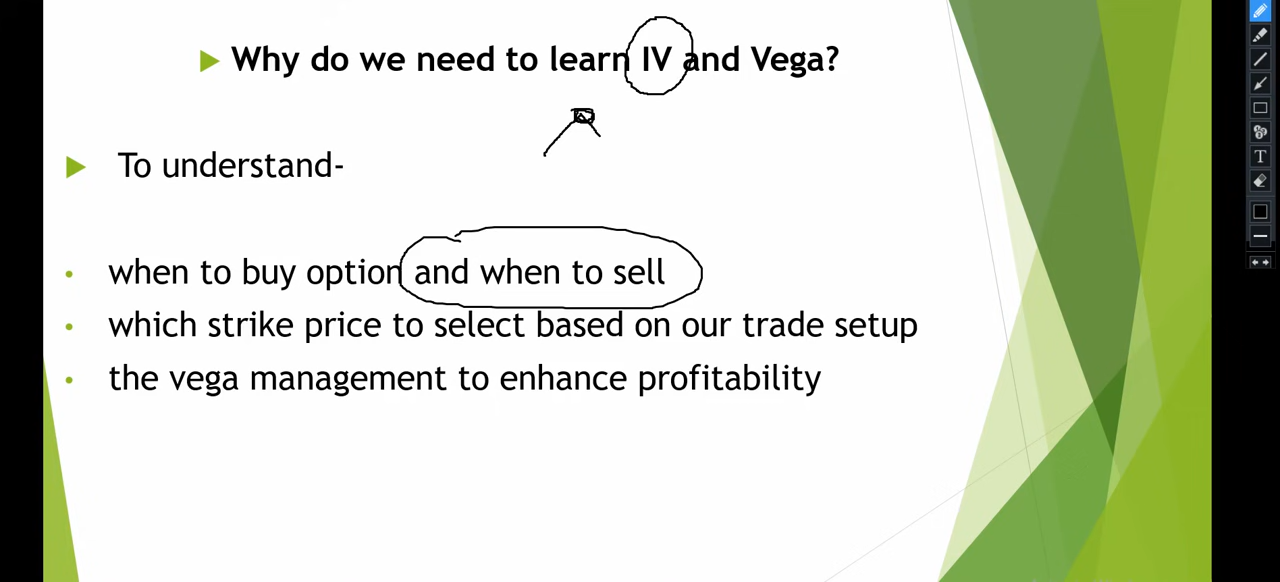 Why do we need to learn IV and Vega?
To understand-
when to buy option and when to sell
which strike price to select based on our trade setup
the vega management to enhance profitability